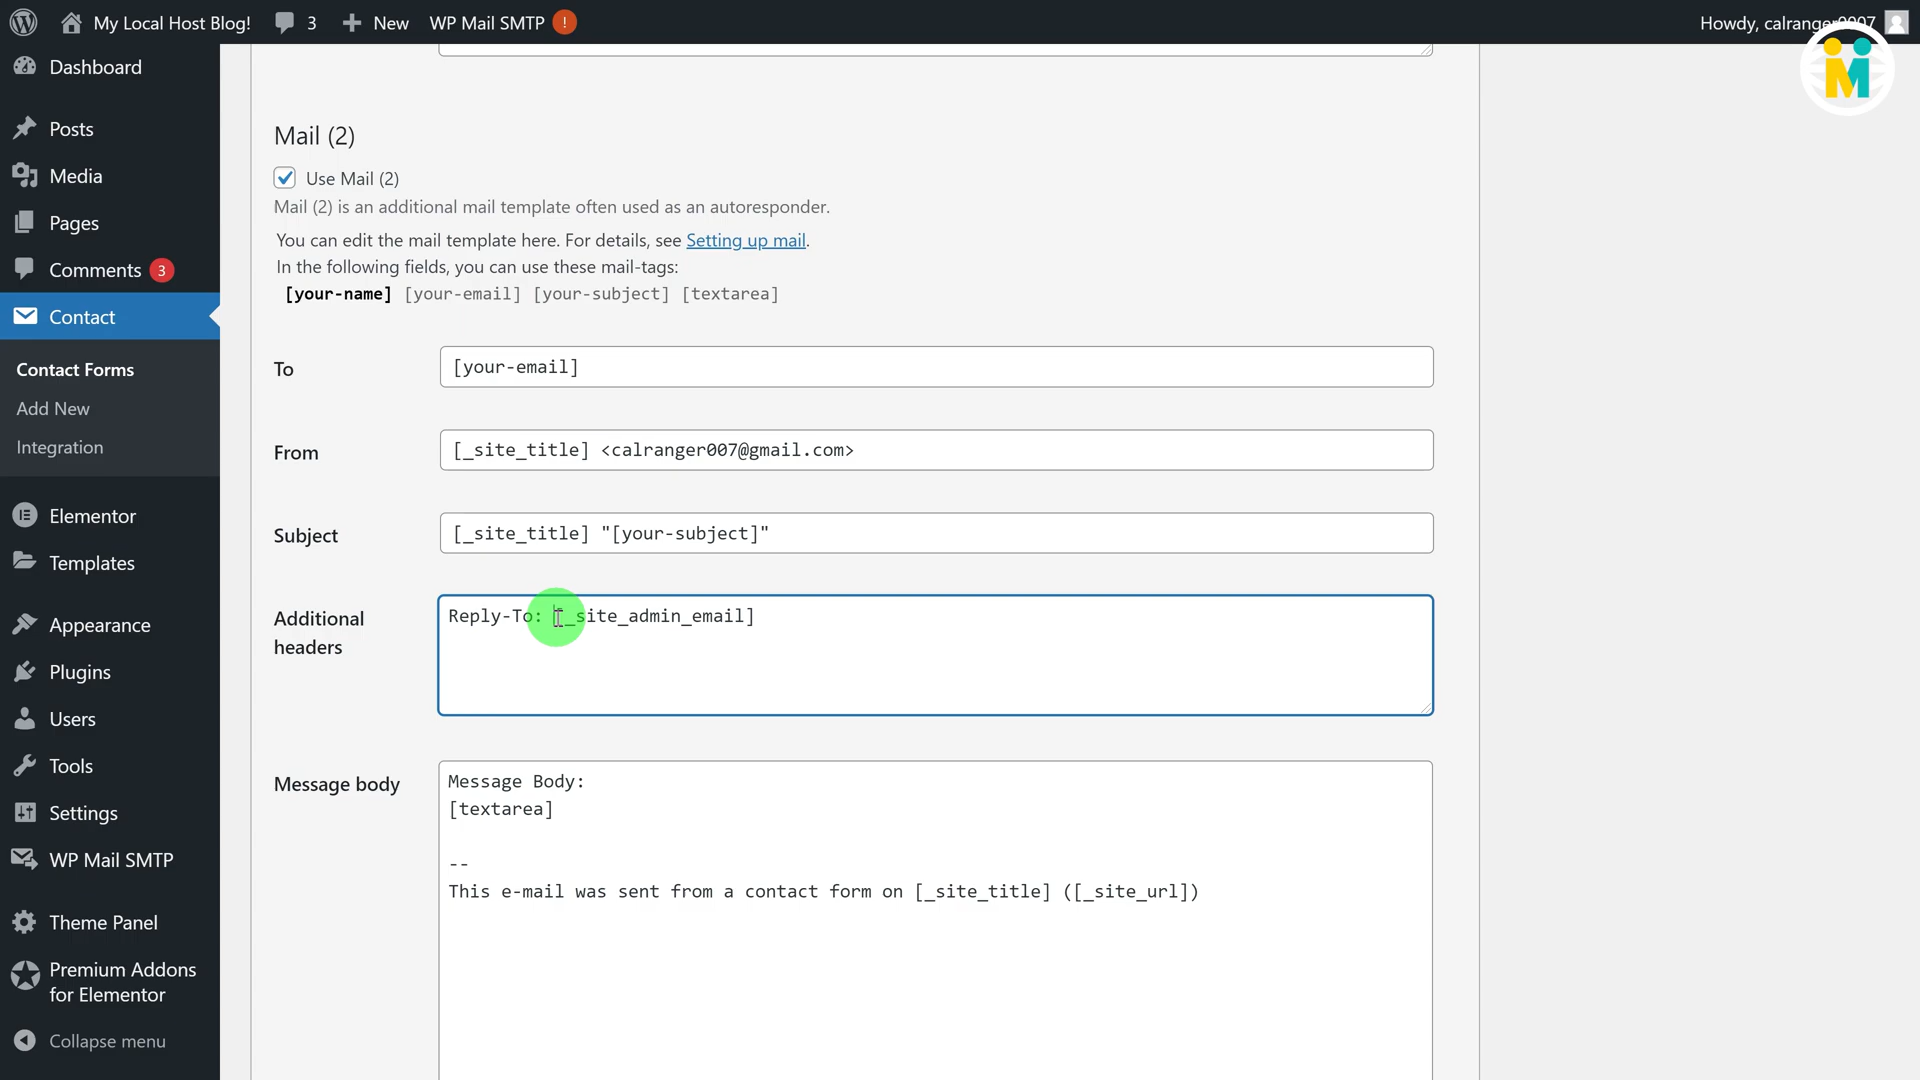 My Local Host Blog!
3
New
WP Mail SMTP
!
Howdy, calranger0007
Dashboard
Posts
Media
Pages
Comments 3
Contact
Contact Forms
Add New
Integration
Elementor
Templates
Appearance
Plugins
Users
Tools
Settings
WP Mail SMTP
Theme Panel
Premium Addons
for Elementor
Collapse menu
M
Mail (2)
Use Mail (2)
Mail (2) is an additional mail template often used as an autoresponder.
You can edit the mail template here. For details, see Setting up mail.
In the following fields, you can use these mail-tags:
[your-name] [your-email] [your-subject] [textarea]
To
[your-email]
From
[_site_title] <calranger007@gmail.com>
Subject
[_site_title] "[your-subject]"
Additional
headers
Reply-To: [_site_admin_email]
Message body
Message Body:
[textarea]
--
This e-mail was sent from a contact form on [_site_title] ([_site_url])